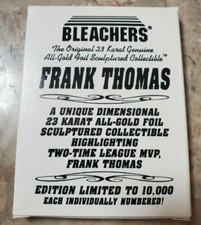 BLEACHERS®
The Original 23 Karat Genuine
All-Gold Foil Sculptured Collectible™
FRANK THOMAS
A UNIQUE DIMENSIONAL
23 KARAT ALL-GOLD FOIL
SCULPTURED COLLECTIBLE
HIGHLIGHTING
TWO-TIME LEAGUE MVP,
FRANK THOMAS
EDITION LIMITED TO 10,000
EACH INDIVIDUALLY NUMBERED!